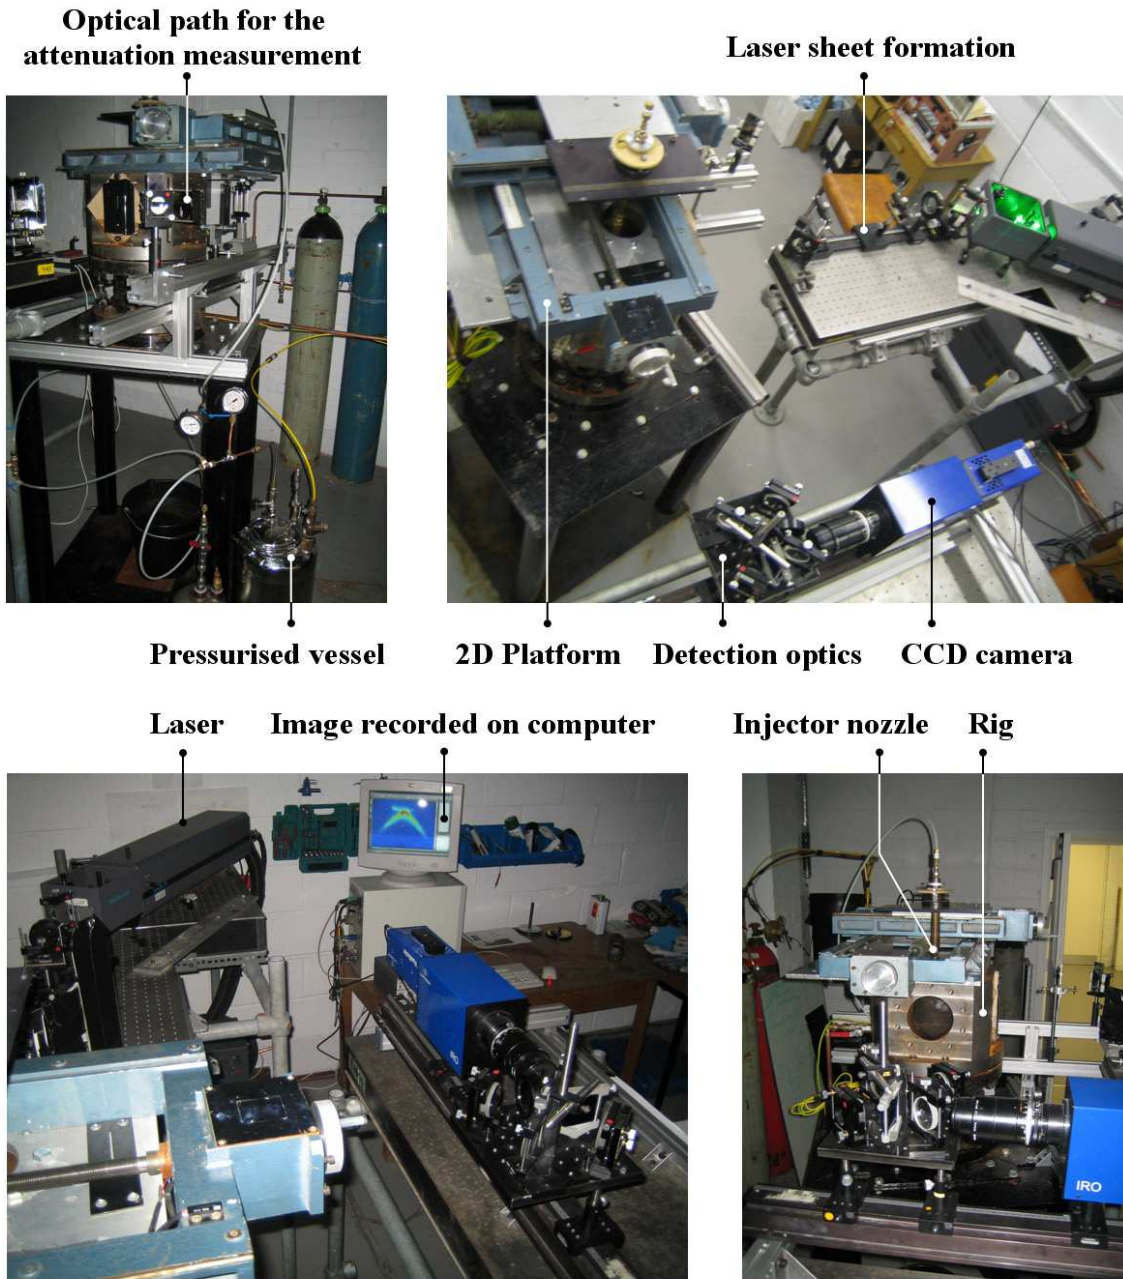 Optical path for the
attenuation measurement
Laser sheet formation
Pressurised vessel
2D Platform
Detection optics
CCD camera
Laser
Image recorded on computer
Injector nozzle
Rig
IRO
IRO